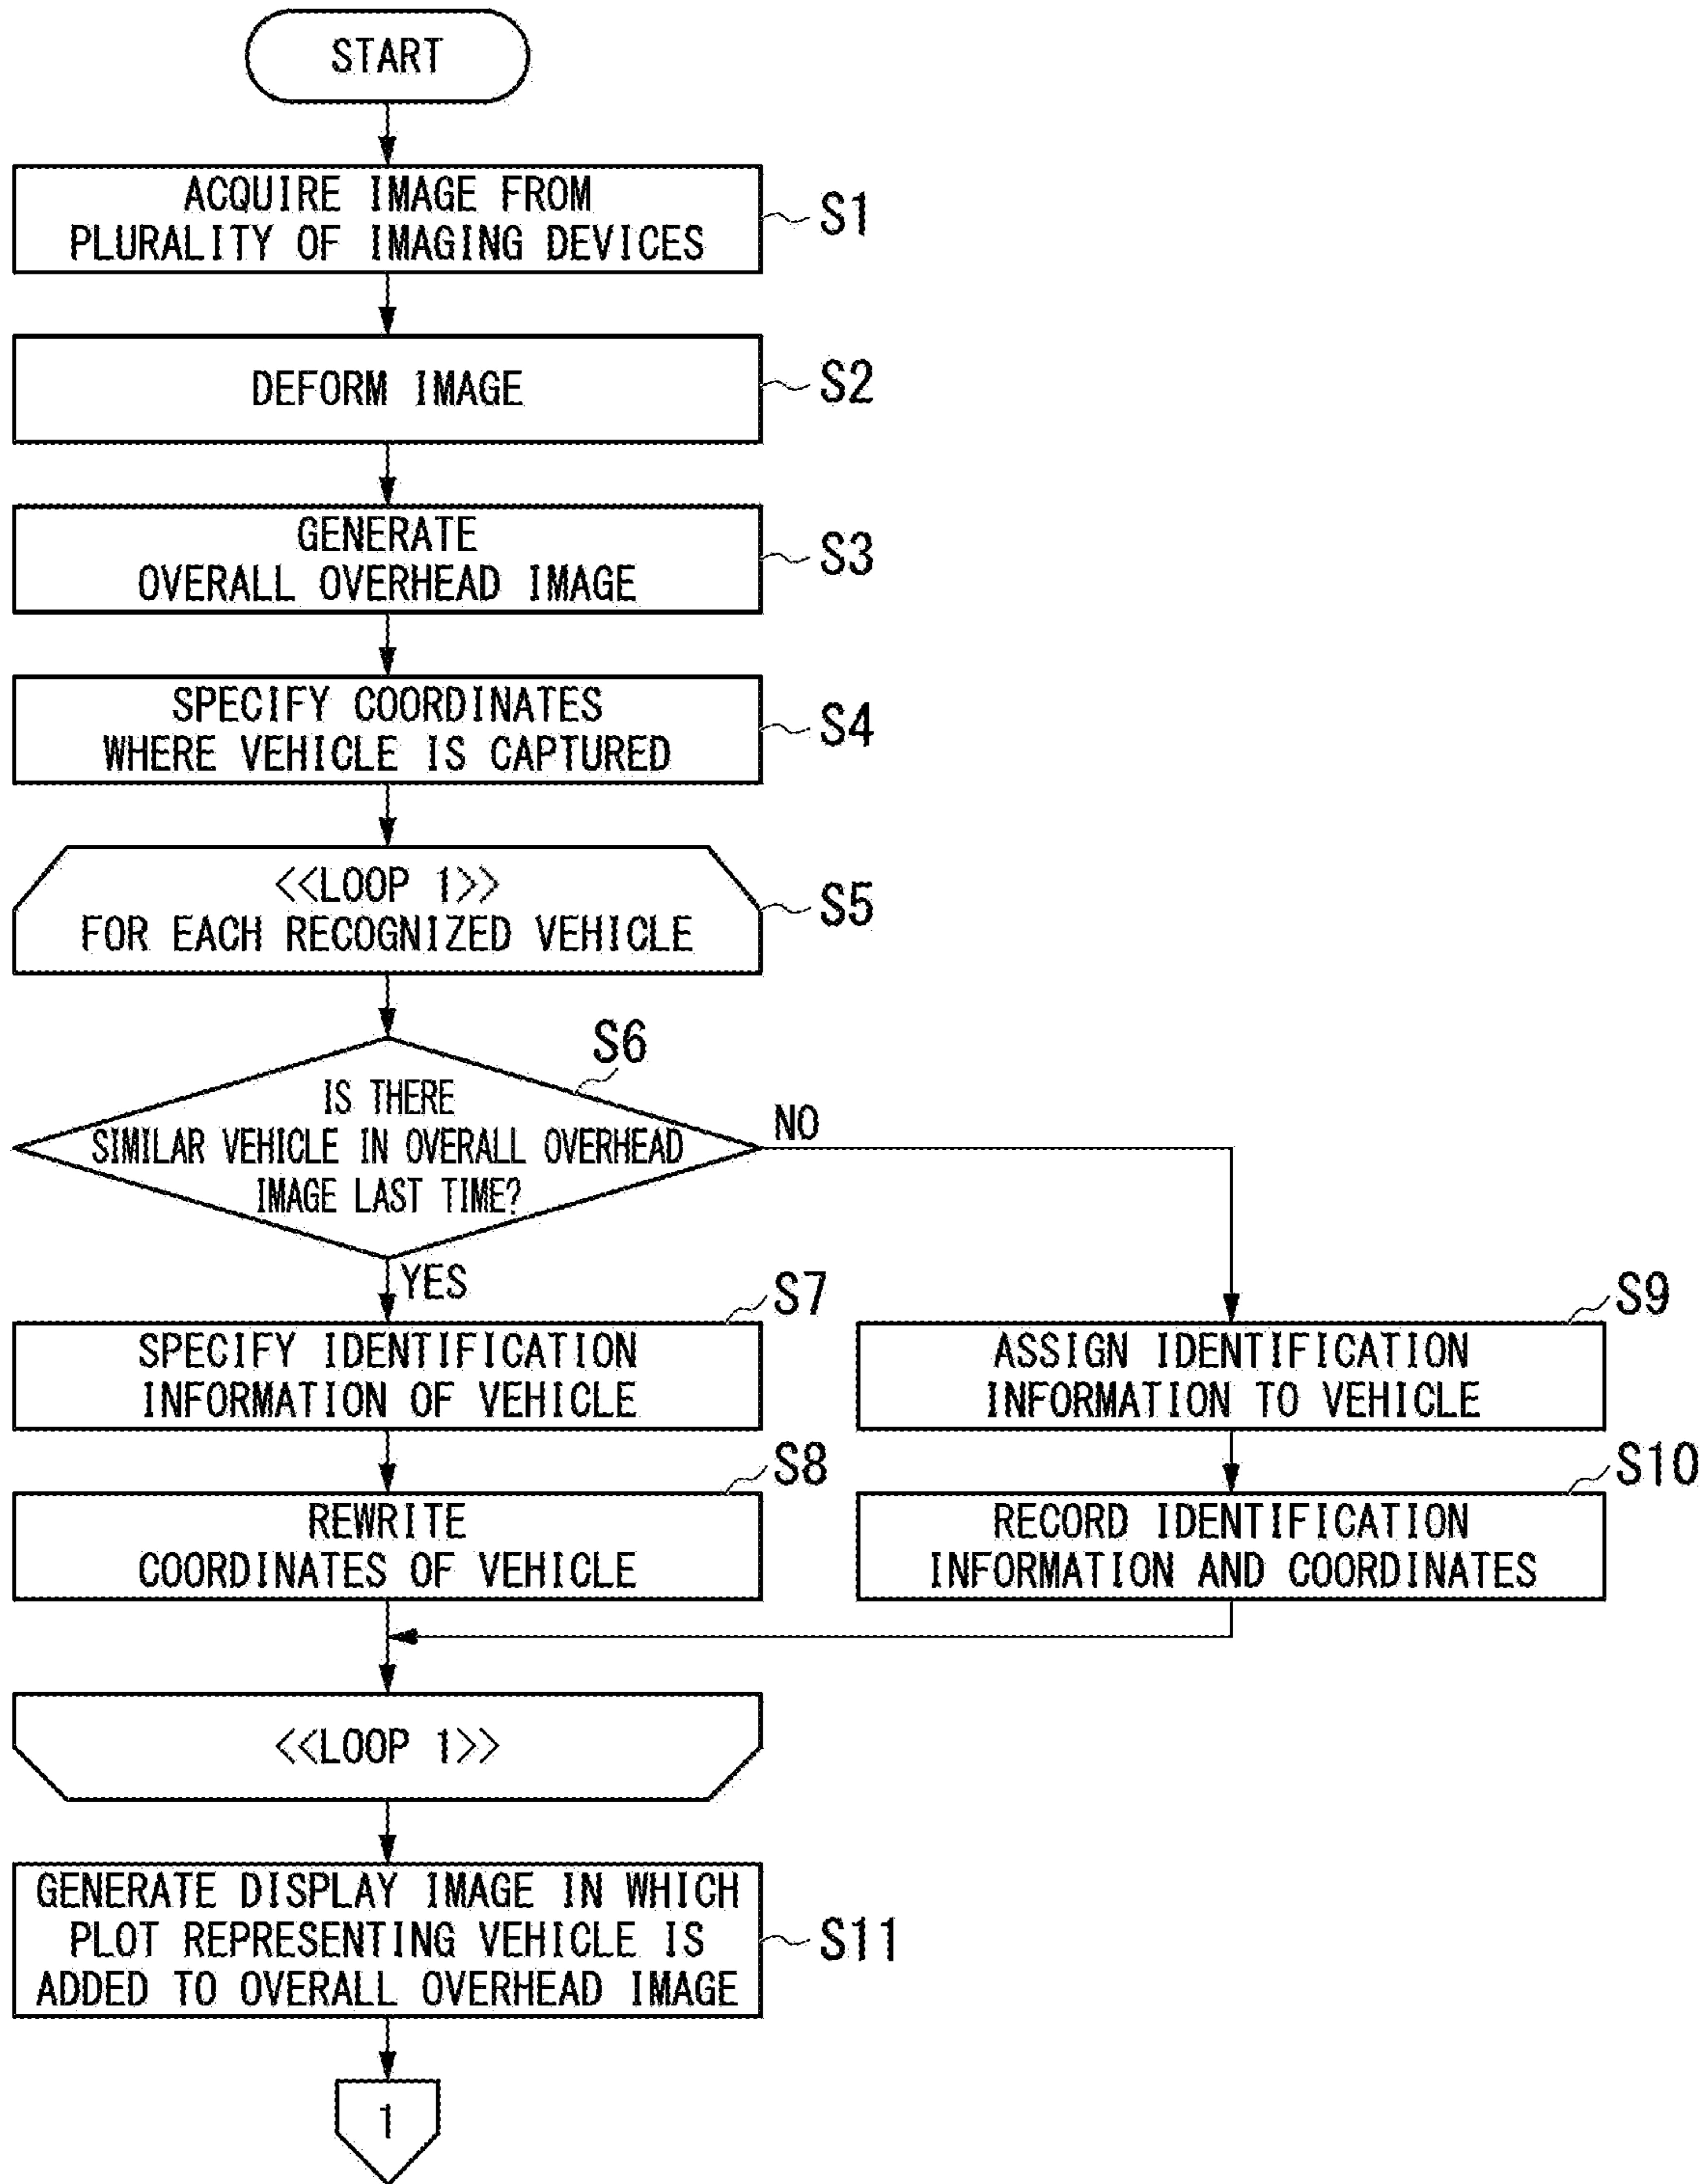 START
ACQUIRE IMAGE FROM
PLURALITY OF IMAGING DEVICES
S1
DEFORM IMAGE
S2
GENERATE
OVERALL OVERHEAD IMAGE
S3
SPECIFY COORDINATES
WHERE VEHICLE IS CAPTURED
S4
<<LOOP 1>>
FOR EACH RECOGNIZED VEHICLE
S5
S6
IS THERE
SIMILAR VEHICLE IN OVERALL OVERHEAD
IMAGE LAST TIME?
NO
YES
S7
SPECIFY IDENTIFICATION
INFORMATION OF VEHICLE
S8
REWRITE
COORDINATES OF VEHICLE
S9
ASSIGN IDENTIFICATION
INFORMATION TO VEHICLE
S10
RECORD IDENTIFICATION
INFORMATION AND COORDINATES
<<LOOP 1>>
GENERATE DISPLAY IMAGE IN WHICH
PLOT REPRESENTING VEHICLE IS
ADDED TO OVERALL OVERHEAD IMAGE
S11
1